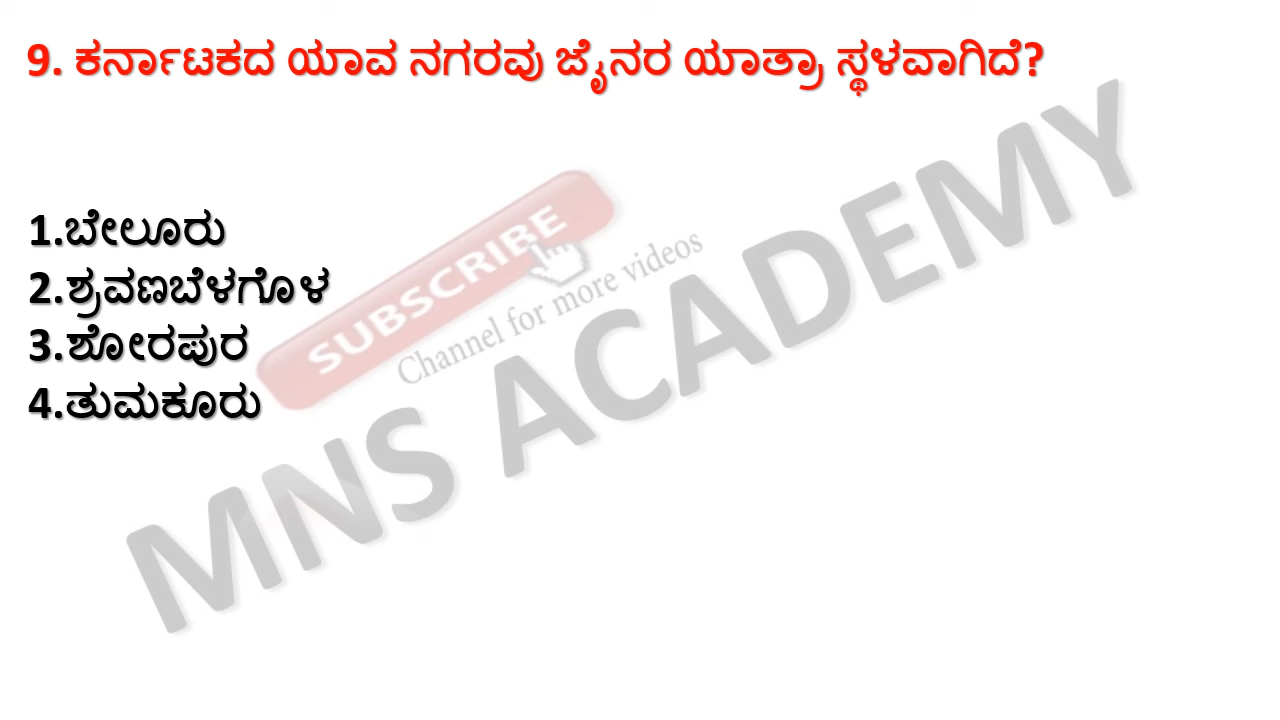 9. ಕರ್ನಾಟಕದ ಯಾವ ನಗರವು ಜೈನರ ಯಾತ್ರಾ ಸ್ಥಳವಾಗಿದೆ?
1.ಬೇಲೂರು
2.ಶ್ರವಣಬೆಳಗೊಳ
3.ಶೋರಪುರ
4.ತುಮಕೂರು
SUBSCRIBE
Channel for more videos
MNS ACADEMY